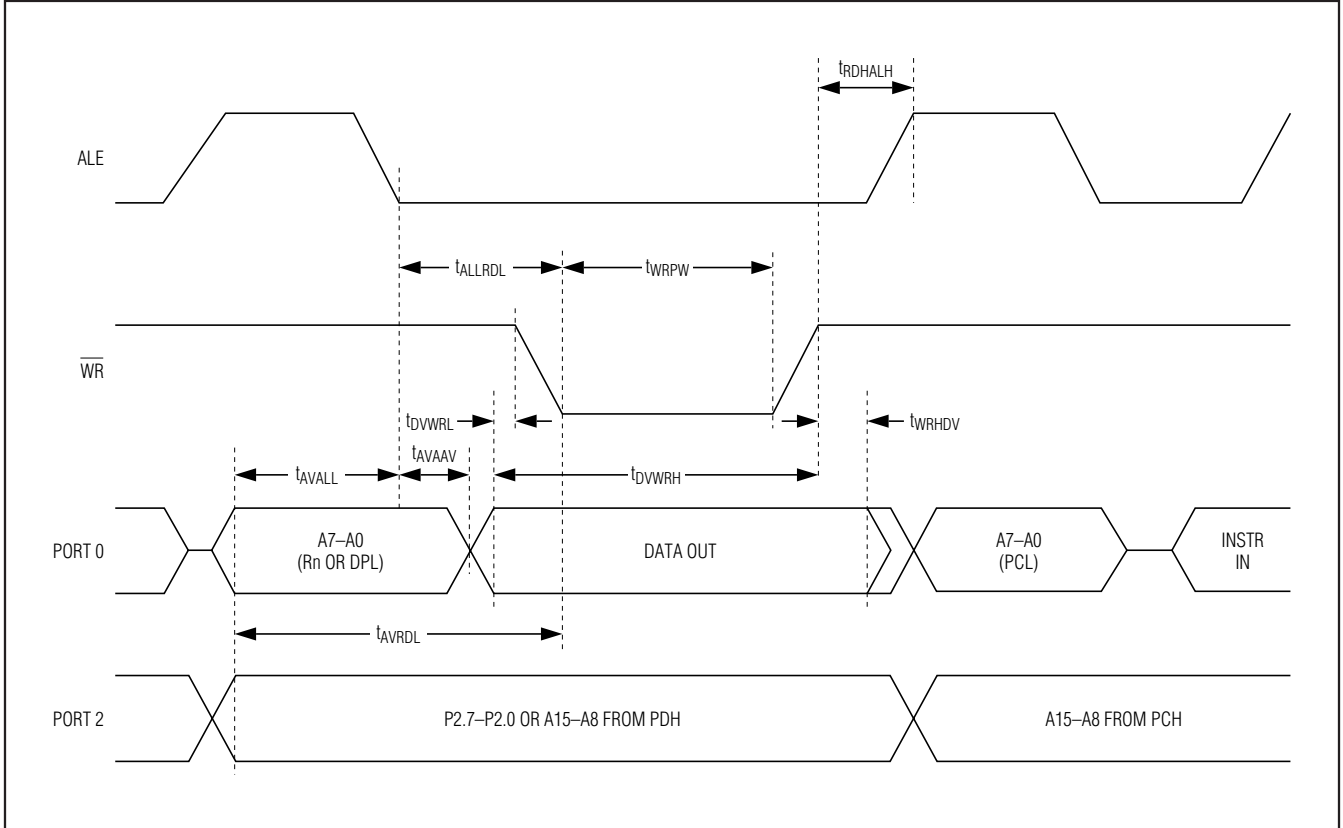 tRDHALH
ALE
tALLRDL
tWRPW
WR
tDVWRL
tWRHDV
tAVAAV
tAVALL
tDVWRH
PORT 0
A7–A0
(Rn OR DPL)
DATA OUT
A7–A0
(PCL)
INSTR
IN
tAVRDL
PORT 2
P2.7–P2.0 OR A15–A8 FROM PDH
A15–A8 FROM PCH